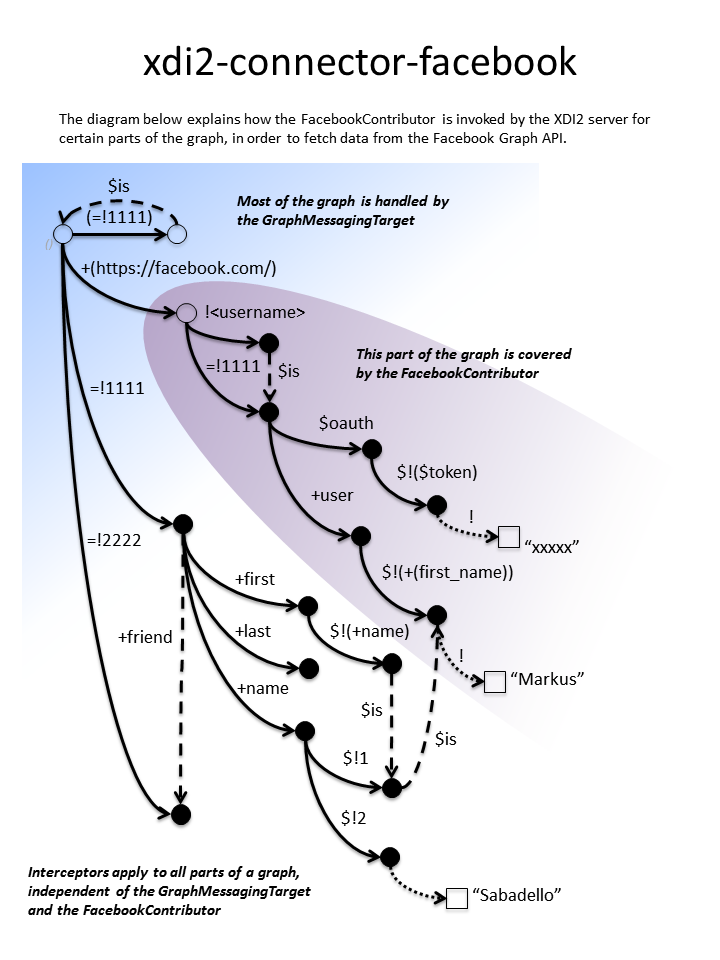 xdi2-connector-facebook
The diagram below explains how the FacebookContributor is invoked by the XDI2 server for
certain parts of the graph, in order to fetch data from the Facebook Graph API.
$is
(=!1111)
Most of the graph is handled by
the GraphMessagingTarget
()
+(https://facebook.com/)
!<username>
This part of the graph is covered
by the FacebookContributor
=!1111
$is
=!1111
$oauth
$!($token)
+user
!
=!2222
"xxxxx"
$!(+(first_name))
+first
+last
$!(+name)
+friend
!
"Markus"
+name
$is
$is
$!1
$!2
Interceptors apply to all parts of a graph,
independent of the GraphMessagingTarget
and the FacebookContributor
"Sabadello"